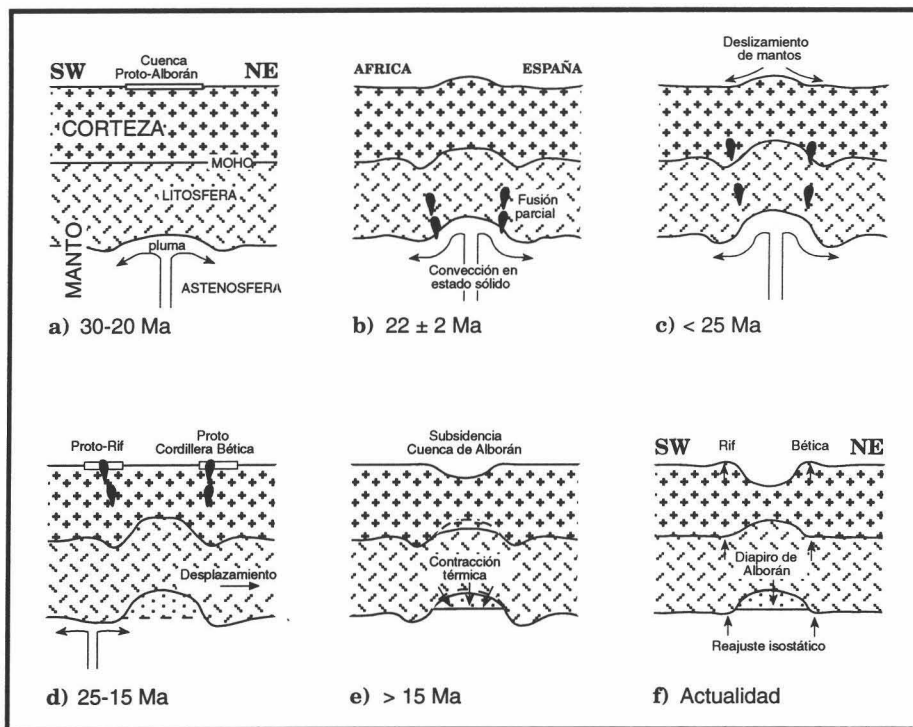 SW
Cuenca
Proto-Alborán
NE
CORTEZA
MOHO
LITOSFERA
MANTO
pluma
ASTENOSFERA
a) 30-20 Ma
AFRICA
ESPAÑA
Fusión
parcial
Convección en
estado sólido
b) 22 ± 2 Ma
Deslizamiento
de mantos
c) < 25 Ma
Proto-Rif
Proto
Cordillera Bética
Desplazamiento
d) 25-15 Ma
Subsidencia
Cuenca de Alborán
Contracción
térmica
e) > 15 Ma
SW
Rif
Bética
NE
Diapiro de
Alborán
Reajuste isostático
f) Actualidad